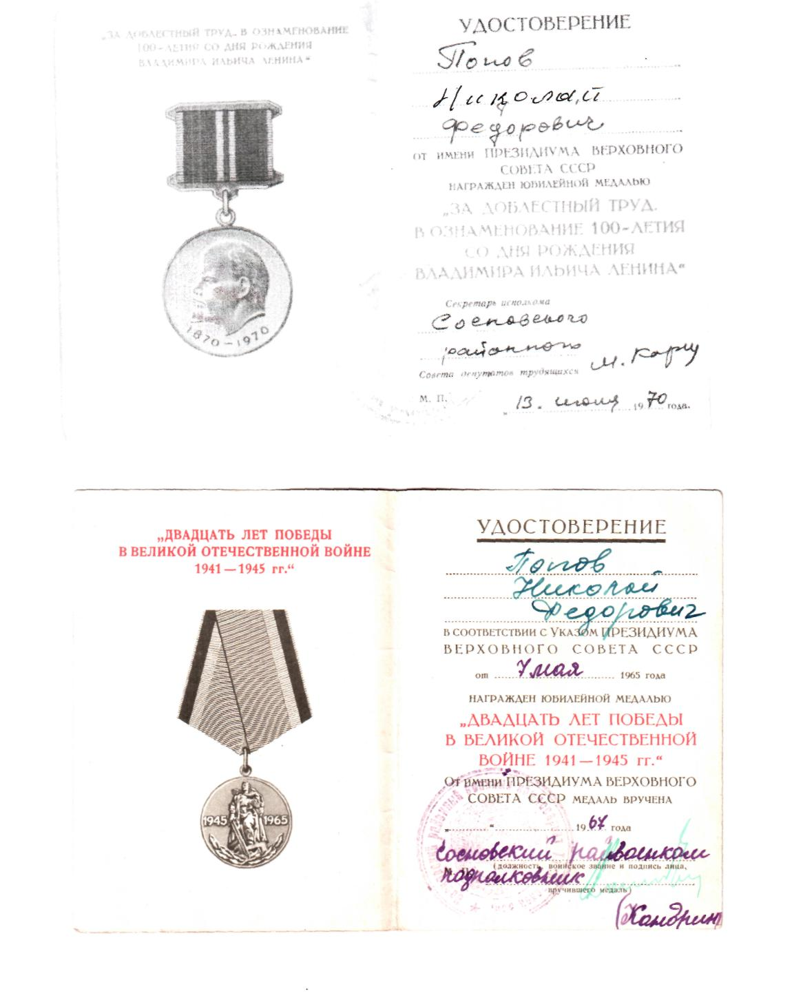 „ЗА ДОБЛЕСТНЫЙ ТРУД. В ОЗНАМЕНОВАНИЕ
100-ЛЕТИЯ СО ДНЯ РОЖДЕНИЯ
ВЛАДИМИРА ИЛЬИЧА ЛЕНИНА“
1870-1970
УДОСТОВЕРЕНИЕ
Попов
Николай
Федорович
ОТ ИМЕНИ ПРЕЗИДИУМА ВЕРХОВНОГО
СОВЕТА СССР
НАГРАЖДЕН ЮБИЛЕЙНОЙ МЕДАЛЬЮ
„ЗА ДОБЛЕСТНЫЙ ТРУД.
В ОЗНАМЕНОВАНИЕ 100-ЛЕТИЯ
СО ДНЯ РОЖДЕНИЯ
ВЛАДИМИРА ИЛЬИЧА ЛЕНИНА“
Секретарь исполкома
Сосновского
районного
Совета депутатов трудящихся
М. П.
„13“ июля 1970 года.
„ДВАДЦАТЬ ЛЕТ ПОБЕДЫ
В ВЕЛИКОЙ ОТЕЧЕСТВЕННОЙ ВОЙНЕ
1941—1945 гг.“
1945 1965
УДОСТОВЕРЕНИЕ
Попов
Николай
Федорович
В СООТВЕТСТВИИ С УКАЗОМ ПРЕЗИДИУМА
ВЕРХОВНОГО СОВЕТА СССР
от 7 мая 1965 года
НАГРАЖДЕН ЮБИЛЕЙНОЙ МЕДАЛЬЮ
„ДВАДЦАТЬ ЛЕТ ПОБЕДЫ
В ВЕЛИКОЙ ОТЕЧЕСТВЕННОЙ
ВОЙНЕ 1941—1945 гг.“
ОТ ИМЕНИ ПРЕЗИДИУМА ВЕРХОВНОГО
СОВЕТА СССР МЕДАЛЬ ВРУЧЕНА
„ “ 1967 года
Сосновский райвоенком
(должность, воинское звание и подпись лица,
подполковник
вручившего медаль)
(Кандрин)